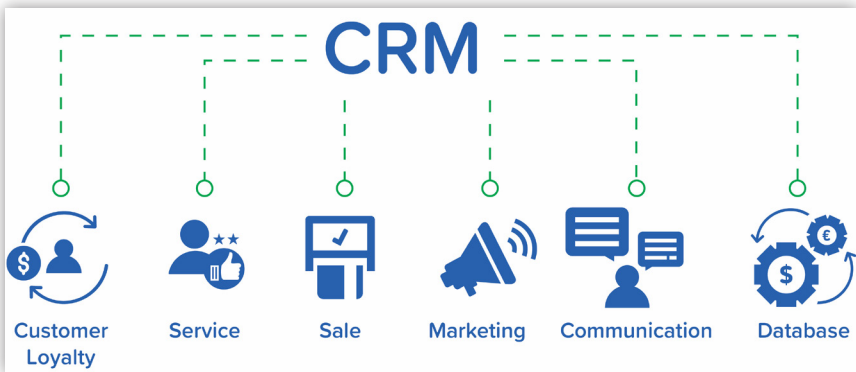 CRM
$
€
$
Customer
Loyalty
Service
Sale
Marketing
Communication
Database